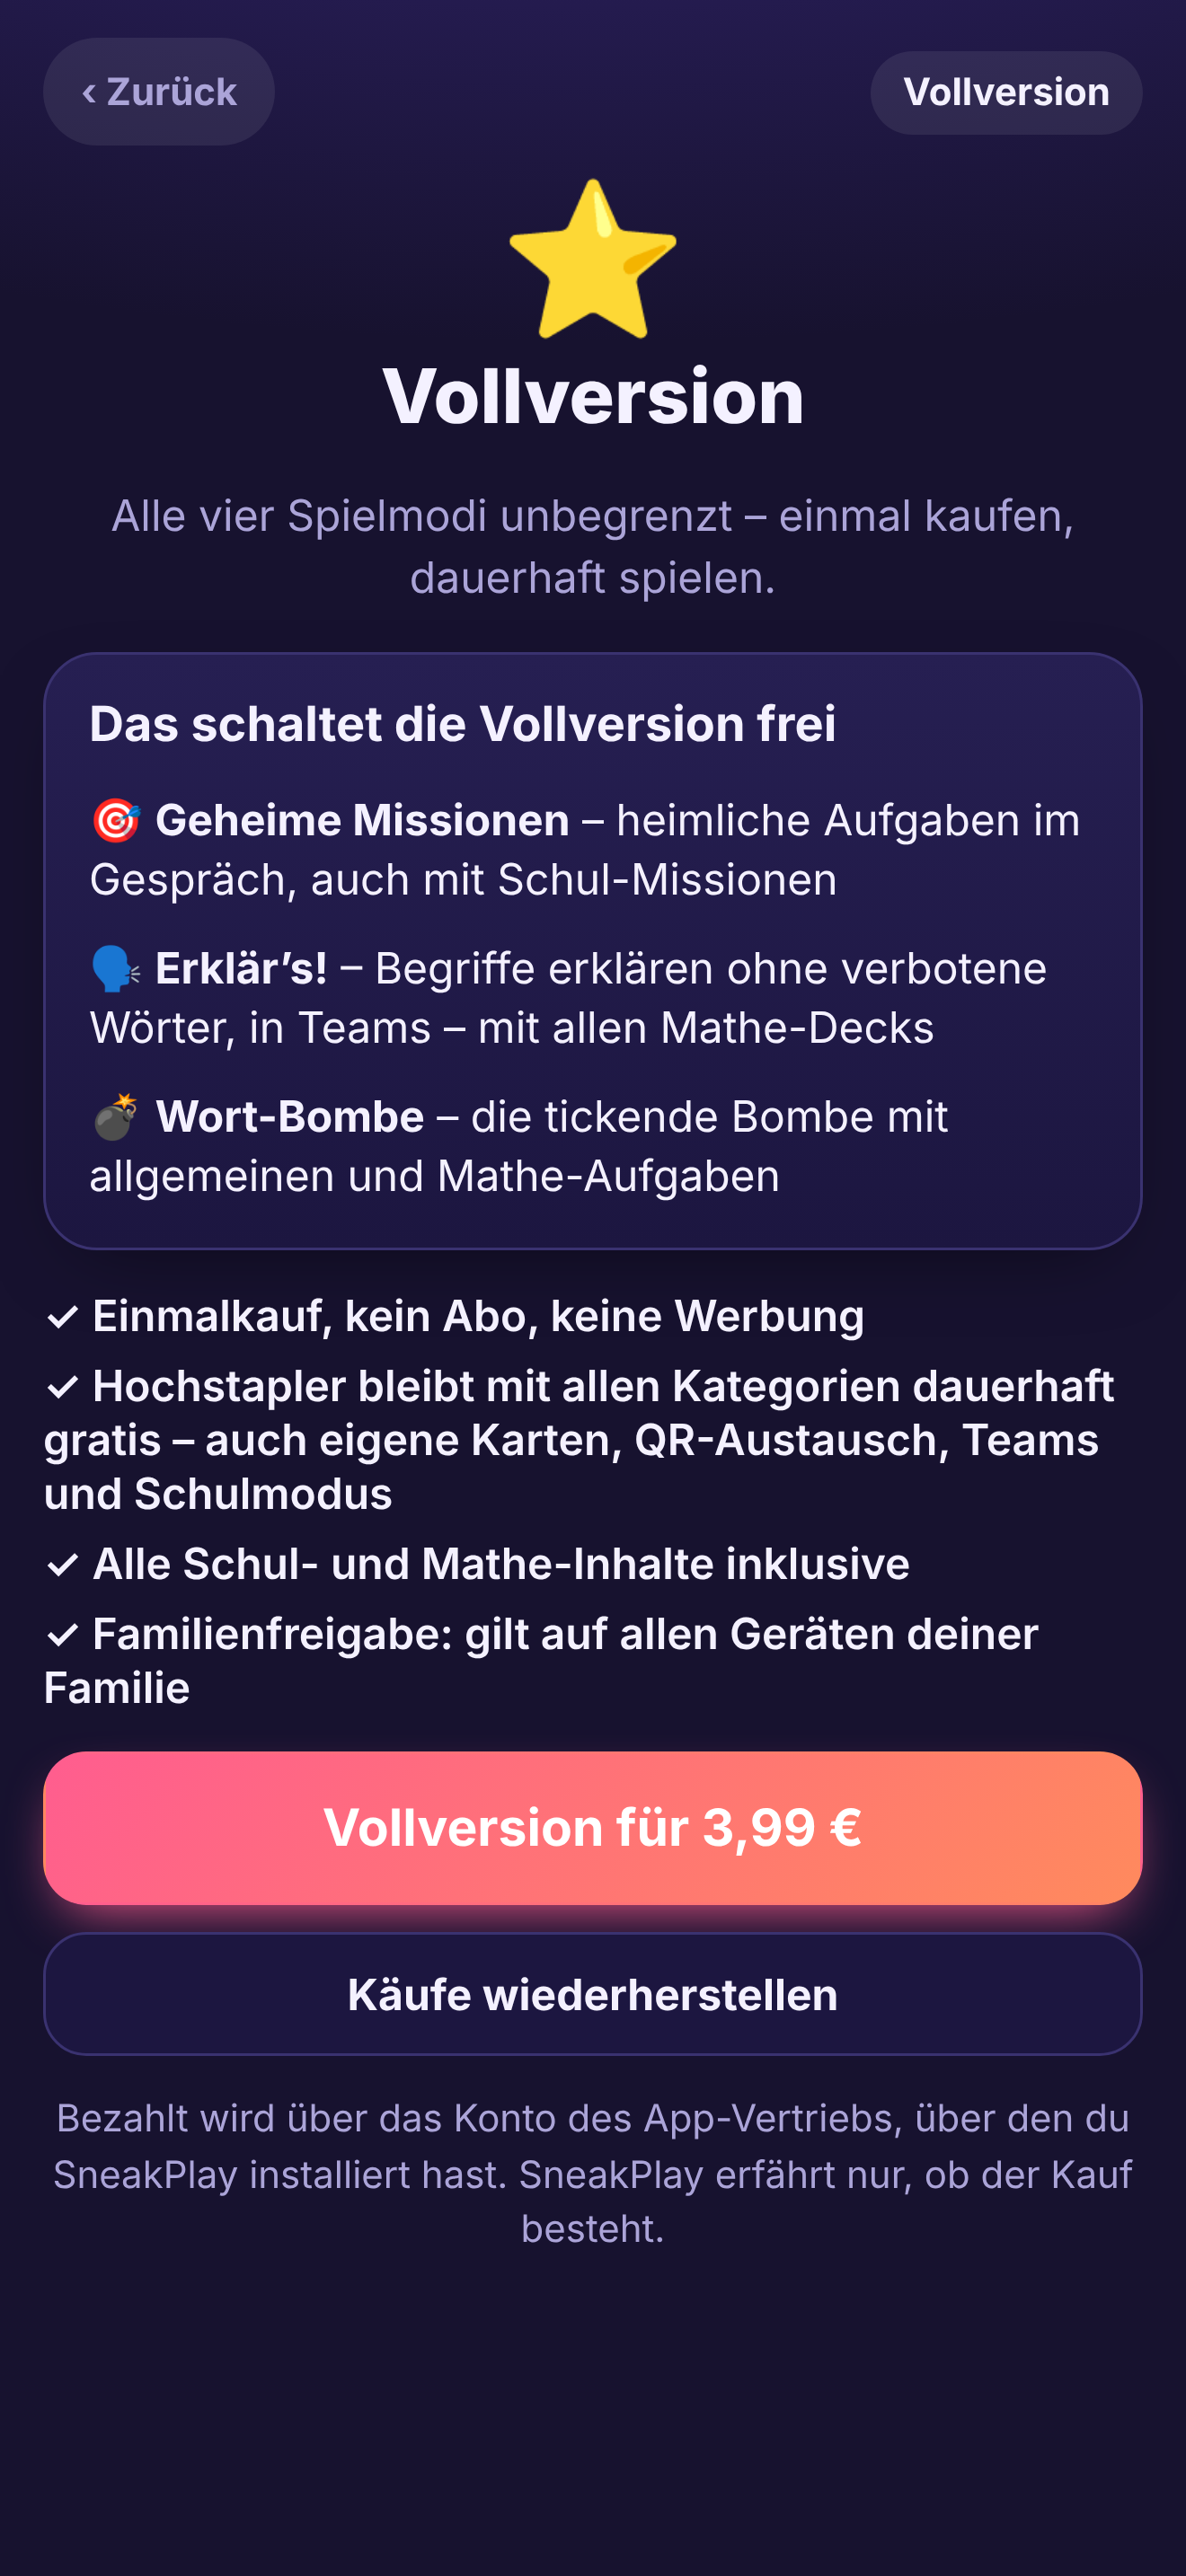 ‹ Zurück
Vollversion
Vollversion
Alle vier Spielmodi unbegrenzt – einmal kaufen,
dauerhaft spielen.
Das schaltet die Vollversion frei
🎯 Geheime Missionen – heimliche Aufgaben im
Gespräch, auch mit Schul-Missionen
🗣️ Erklär’s! – Begriffe erklären ohne verbotene
Wörter, in Teams – mit allen Mathe-Decks
💣 Wort-Bombe – die tickende Bombe mit
allgemeinen und Mathe-Aufgaben
✓ Einmalkauf, kein Abo, keine Werbung
✓ Hochstapler bleibt mit allen Kategorien dauerhaft
gratis – auch eigene Karten, QR-Austausch, Teams
und Schulmodus
✓ Alle Schul- und Mathe-Inhalte inklusive
✓ Familienfreigabe: gilt auf allen Geräten deiner
Familie
Vollversion für 3,99 €
Käufe wiederherstellen
Bezahlt wird über das Konto des App-Vertriebs, über den du
SneakPlay installiert hast. SneakPlay erfährt nur, ob der Kauf
besteht.